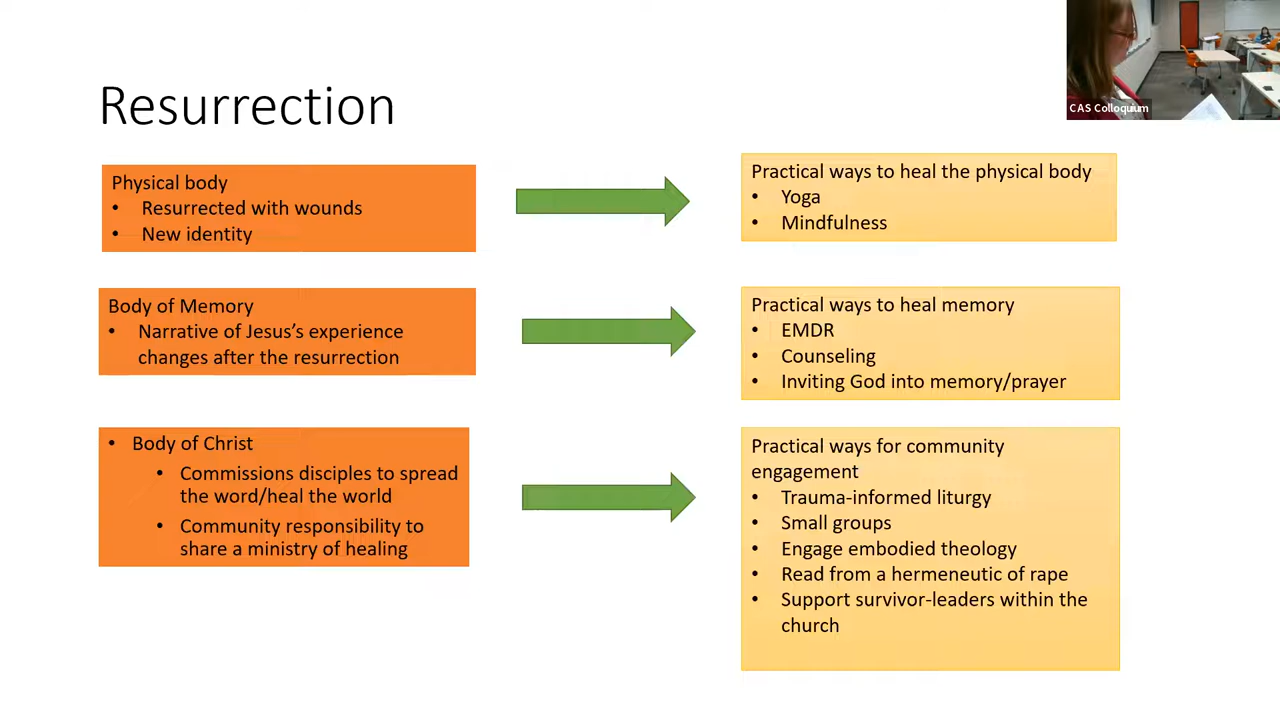 CAS Colloquium
Resurrection
Physical body
• Resurrected with wounds
• New identity
Practical ways to heal the physical body
• Yoga
• Mindfulness
Body of Memory
• Narrative of Jesus's experience
changes after the resurrection
Practical ways to heal memory
• EMDR
• Counseling
• Inviting God into memory/prayer
• Body of Christ
• Commissions disciples to spread
the word/heal the world
• Community responsibility to
share a ministry of healing
Practical ways for community
engagement
• Trauma-informed liturgy
• Small groups
• Engage embodied theology
• Read from a hermeneutic of rape
• Support survivor-leaders within the
church